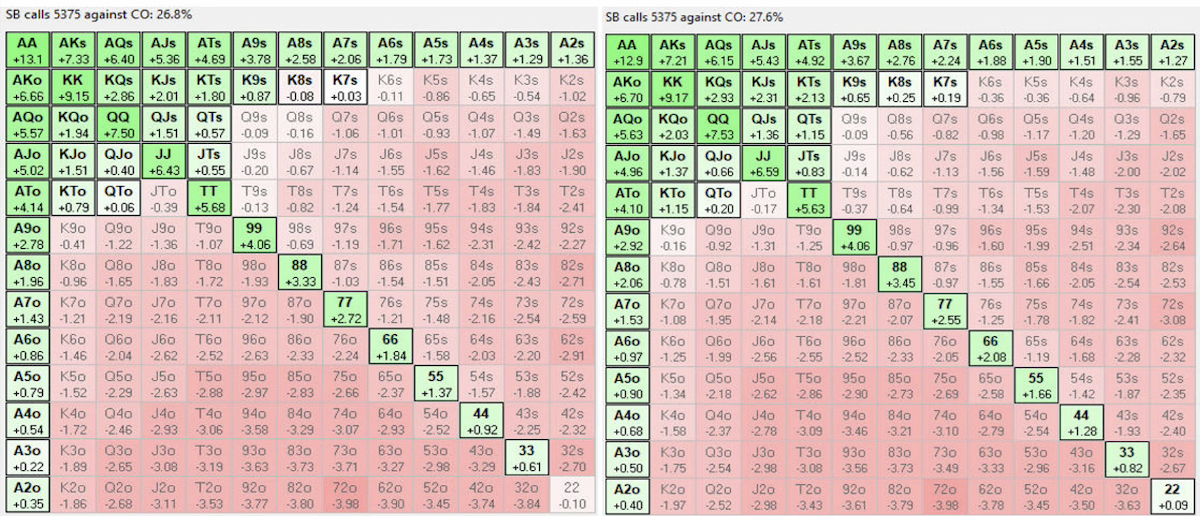 SB calls 5375 against CO: 26.8%
AA AKs AQs AJs ATs A9s A8s A7s A6s A5s A4s A3s A2s
+13.1 +7.33 +6.40 +5.36 +4.69 +3.78 +2.58 +2.06 +1.79 +1.73 +1.37 +1.29 +1.36
AKo KK KQs KJs KTs K9s K8s K7s K6s K5s K4s K3s K2s
+6.66 +9.15 +2.86 +2.01 +1.80 +0.87 -0.08 +0.03 -0.11 -0.86 -0.65 -0.54 -1.02
AQo KQo QQ QJs QTs Q9s Q8s Q7s Q6s Q5s Q4s Q3s Q2s
+5.57 +1.94 +7.50 +1.51 +0.57 -0.09 -0.16 -1.06 -1.01 -0.93 -1.07 -1.49 -1.63
AJo KJo QJo JJ JTs J9s J8s J7s J6s J5s J4s J3s J2s
+5.02 +1.51 +0.40 +6.43 +0.55 -0.20 -0.67 -1.14 -1.55 -1.62 -1.46 -1.83 -1.90
ATo KTo QTo JTo TT T9s T8s T7s T6s T5s T4s T3s T2s
+4.14 +0.79 +0.06 -0.39 +5.68 -0.13 -0.82 -1.24 -1.54 -1.77 -1.83 -1.84 -2.41
A9o K9o Q9o J9o T9o 99 98s 97s 96s 95s 94s 93s 92s
+2.78 -0.41 -1.22 -1.36 -1.07 +4.06 -0.69 -1.19 -1.71 -1.62 -2.31 -2.42 -2.27
A8o K8o Q8o J8o T8o 98o 88 87s 86s 85s 84s 83s 82s
+1.96 -0.96 -1.65 -1.83 -1.72 -1.93 +3.33 -1.03 -1.54 -1.51 -2.05 -2.43 -2.71
A7o K7o Q7o J7o T7o 97o 87o 77 76s 75s 74s 73s 72s
+1.43 -1.21 -2.19 -2.16 -2.11 -2.12 -1.90 +2.72 -1.21 -1.48 -2.16 -2.54 -2.59
A6o K6o Q6o J6o T6o 96o 86o 76o 66 65s 64s 63s 62s
+0.86 -1.46 -2.04 -2.62 -2.52 -2.63 -2.33 -2.24 +1.84 -1.58 -2.03 -2.20 -2.91
A5o K5o Q5o J5o T5o 95o 85o 75o 65o 55 54s 53s 52s
+0.79 -1.52 -2.29 -2.63 -2.88 -2.97 -2.83 -2.66 -2.37 +1.37 -1.57 -1.88 -2.42
A4o K4o Q4o J4o T4o 94o 84o 74o 64o 54o 44 43s 42s
+0.54 -1.72 -2.46 -2.93 -3.06 -3.58 -3.29 -3.07 -2.93 -2.52 +0.92 -2.25 -2.32
A3o K3o Q3o J3o T3o 93o 83o 73o 63o 53o 43o 33 32s
+0.22 -1.89 -2.65 -3.08 -3.19 -3.63 -3.73 -3.71 -3.27 -2.98 -3.29 +0.61 -2.70
A2o K2o Q2o J2o T2o 92o 82o 72o 62o 52o 42o 32o 22
+0.35 -1.86 -2.68 -3.11 -3.53 -3.77 -3.80 -3.98 -3.90 -3.45 -3.74 -3.84 -0.10
SB calls 5375 against CO: 27.6%
AA AKs AQs AJs ATs A9s A8s A7s A6s A5s A4s A3s A2s
+12.9 +7.21 +6.15 +5.43 +4.92 +3.67 +2.76 +2.24 +1.88 +1.90 +1.51 +1.55 +1.27
AKo KK KQs KJs KTs K9s K8s K7s K6s K5s K4s K3s K2s
+6.70 +9.17 +2.93 +2.31 +2.13 +0.65 +0.25 +0.19 -0.36 -0.36 -0.64 -0.96 -0.79
AQo KQo QQ QJs QTs Q9s Q8s Q7s Q6s Q5s Q4s Q3s Q2s
+5.63 +2.03 +7.53 +1.36 +1.15 -0.09 -0.56 -0.82 -0.98 -1.17 -1.20 -1.29 -1.65
AJo KJo QJo JJ JTs J9s J8s J7s J6s J5s J4s J3s J2s
+4.96 +1.37 +0.66 +6.59 +0.83 -0.14 -0.62 -1.13 -1.56 -1.59 -1.48 -2.00 -2.02
ATo KTo QTo JTo TT T9s T8s T7s T6s T5s T4s T3s T2s
+4.10 +1.15 +0.20 -0.17 +5.63 -0.37 -0.64 -0.99 -1.34 -1.53 -2.07 -2.30 -2.08
A9o K9o Q9o J9o T9o 99 98s 97s 96s 95s 94s 93s 92s
+2.92 -0.16 -0.92 -1.31 -1.25 +4.06 -0.97 -0.96 -1.60 -1.99 -2.51 -2.34 -2.64
A8o K8o Q8o J8o T8o 98o 88 87s 86s 85s 84s 83s 82s
+2.06 -0.78 -1.51 -1.61 -1.61 -1.81 +3.45 -0.97 -1.55 -1.66 -2.05 -2.54 -2.53
A7o K7o Q7o J7o T7o 97o 87o 77 76s 75s 74s 73s 72s
+1.53 -1.08 -1.95 -2.14 -2.18 -2.21 -2.07 +2.55 -1.25 -1.78 -1.82 -2.41 -3.08
A6o K6o Q6o J6o T6o 96o 86o 76o 66 65s 64s 63s 62s
+0.97 -1.25 -1.99 -2.56 -2.55 -2.52 -2.33 -2.05 +2.08 -1.19 -1.68 -2.28 -2.32
A5o K5o Q5o J5o T5o 95o 85o 75o 65o 55 54s 53s 52s
+0.90 -1.34 -2.18 -2.62 -2.86 -2.90 -2.73 -2.69 -2.58 +1.66 -1.42 -1.87 -2.35
A4o K4o Q4o J4o T4o 94o 84o 74o 64o 54o 44 43s 42s
+0.68 -1.58 -2.37 -2.78 -3.09 -3.46 -3.21 -3.10 -2.79 -2.54 +1.28 -1.93 -2.40
A3o K3o Q3o J3o T3o 93o 83o 73o 63o 53o 43o 33 32s
+0.50 -1.75 -2.54 -2.98 -3.08 -3.56 -3.73 -3.49 -3.33 -2.96 -3.16 +0.82 -2.67
A2o K2o Q2o J2o T2o 92o 82o 72o 62o 52o 42o 32o 22
+0.40 -1.97 -2.52 -2.98 -3.43 -3.61 -3.79 -3.98 -3.78 -3.45 -3.50 -3.63 +0.09